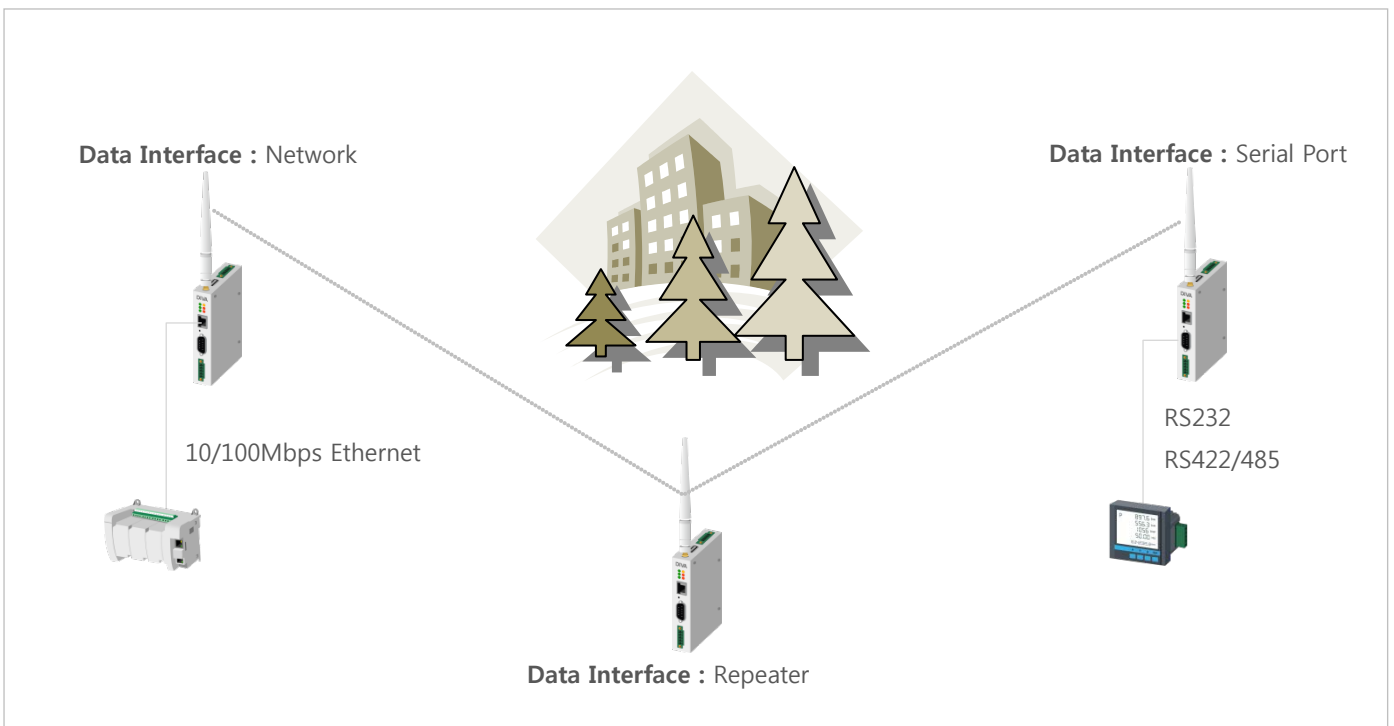 Data Interface : Network
Data Interface : Serial Port
10/100Mbps Ethernet
RS232
RS422/485
Data Interface : Repeater